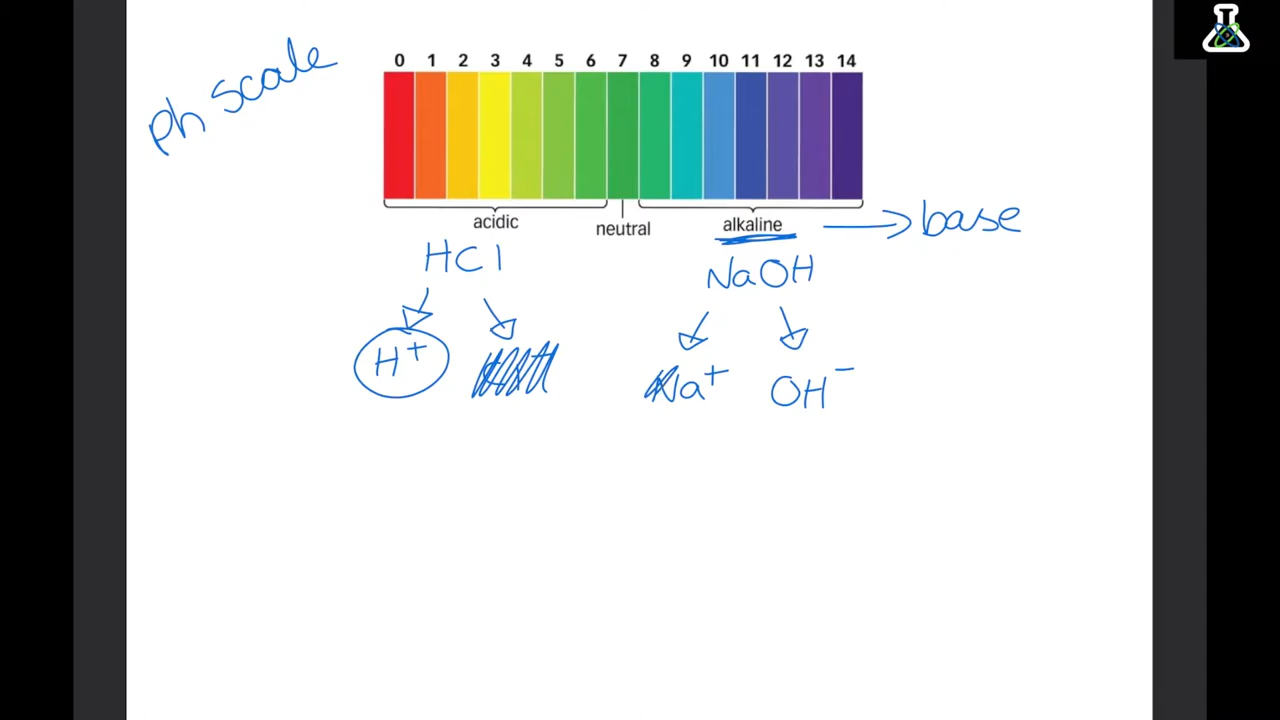 ph scale
0 1 2 3 4 5 6 7 8 9 10 11 12 13 14
acidic neutral alkaline → base
HCl NaOH
H+ Na+ OH-